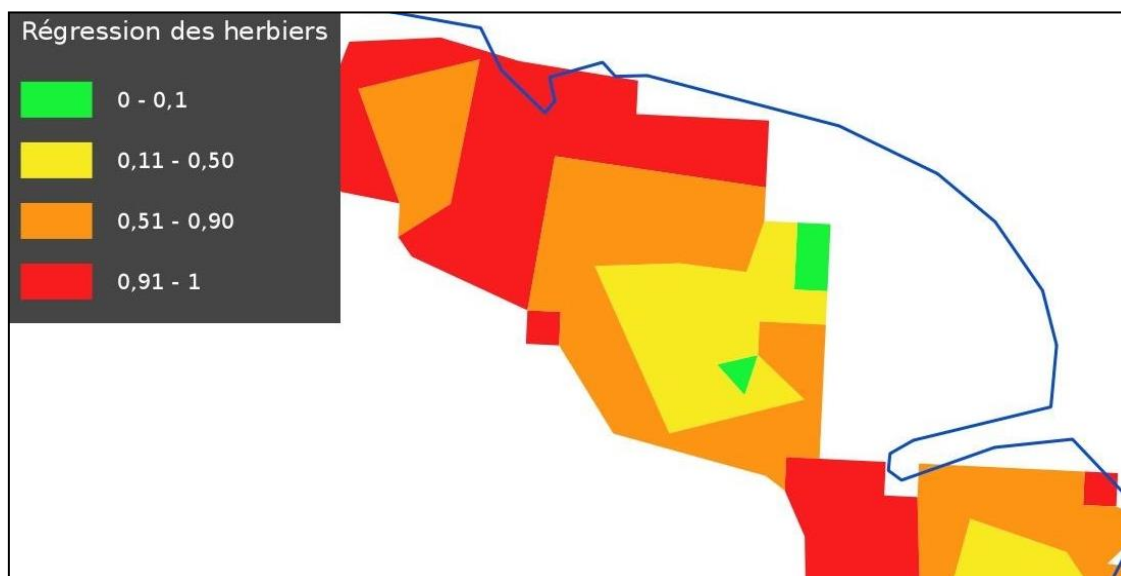 Régression des herbiers
0 - 0,1
0,11 - 0,50
0,51 - 0,90
0,91 - 1